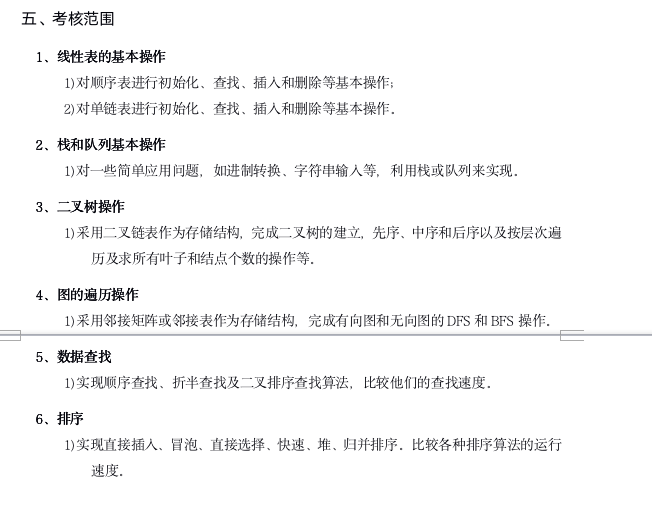 五、考核范围
1、线性表的基本操作
1)对顺序表进行初始化、查找、插入和删除等基本操作;
2)对单链表进行初始化、查找、插入和删除等基本操作.
2、栈和队列基本操作
1)对一些简单应用问题, 如进制转换、字符串输入等, 利用栈或队列来实现.
3、二叉树操作
1)采用二叉链表作为存储结构, 完成二叉树的建立, 先序、中序和后序以及按层次遍
历及求所有叶子和结点个数的操作等.
4、图的遍历操作
1)采用邻接矩阵或邻接表作为存储结构, 完成有向图和无向图的 DFS 和 BFS 操作.
5、数据查找
1)实现顺序查找、折半查找及二叉排序查找算法, 比较他们的查找速度.
6、排序
1)实现直接插入、冒泡、直接选择、快速、堆、归并排序. 比较各种排序算法的运行
速度.